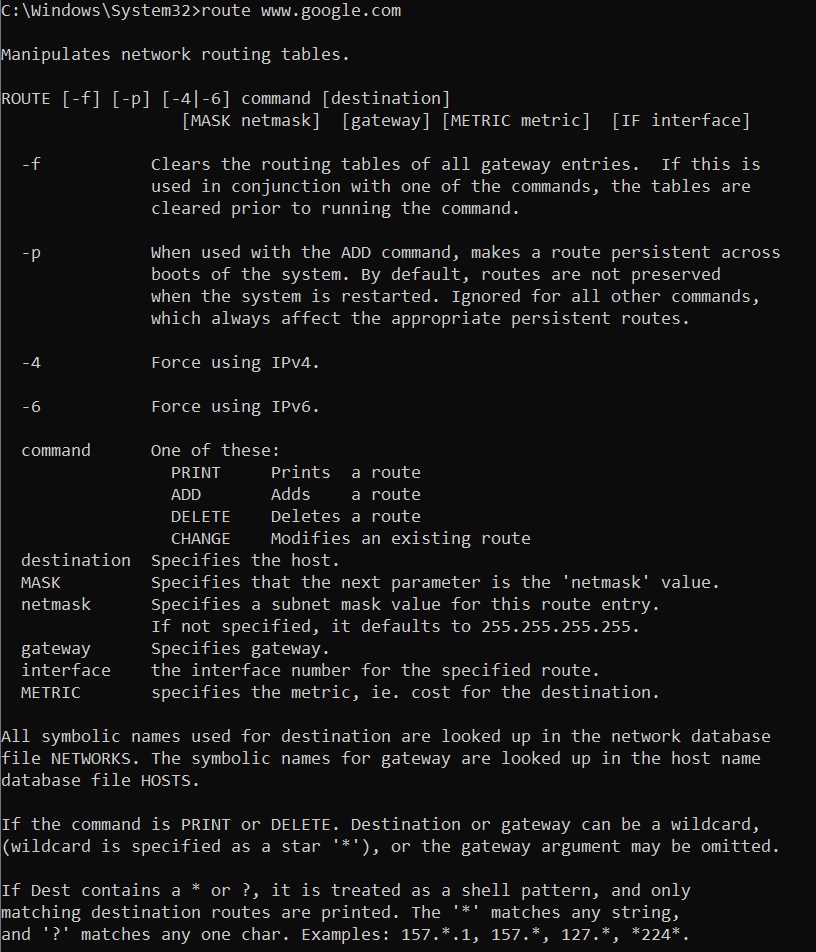 C:\Windows\System32>route www.google.com
Manipulates network routing tables.
ROUTE [-f] [-p] [-4|-6] command [destination]
                  [MASK netmask]  [gateway] [METRIC metric]  [IF interface]
  -f           Clears the routing tables of all gateway entries.  If this is
               used in conjunction with one of the commands, the tables are
               cleared prior to running the command.
  -p           When used with the ADD command, makes a route persistent across
               boots of the system. By default, routes are not preserved
               when the system is restarted. Ignored for all other commands,
               which always affect the appropriate persistent routes.
  -4           Force using IPv4.
  -6           Force using IPv6.
  command      One of these:
                 PRINT     Prints  a route
                 ADD       Adds    a route
                 DELETE    Deletes a route
                 CHANGE    Modifies an existing route
  destination  Specifies the host.
  MASK         Specifies that the next parameter is the 'netmask' value.
  netmask      Specifies a subnet mask value for this route entry.
               If not specified, it defaults to 255.255.255.255.
  gateway      Specifies gateway.
  interface    the interface number for the specified route.
  METRIC       specifies the metric, ie. cost for the destination.
All symbolic names used for destination are looked up in the network database
file NETWORKS. The symbolic names for gateway are looked up in the host name
database file HOSTS.
If the command is PRINT or DELETE. Destination or gateway can be a wildcard,
(wildcard is specified as a star '*'), or the gateway argument may be omitted.
If Dest contains a * or ?, it is treated as a shell pattern, and only
matching destination routes are printed. The '*' matches any string,
and '?' matches any one char. Examples: 157.*.1, 157.*, 127.*, *224*.